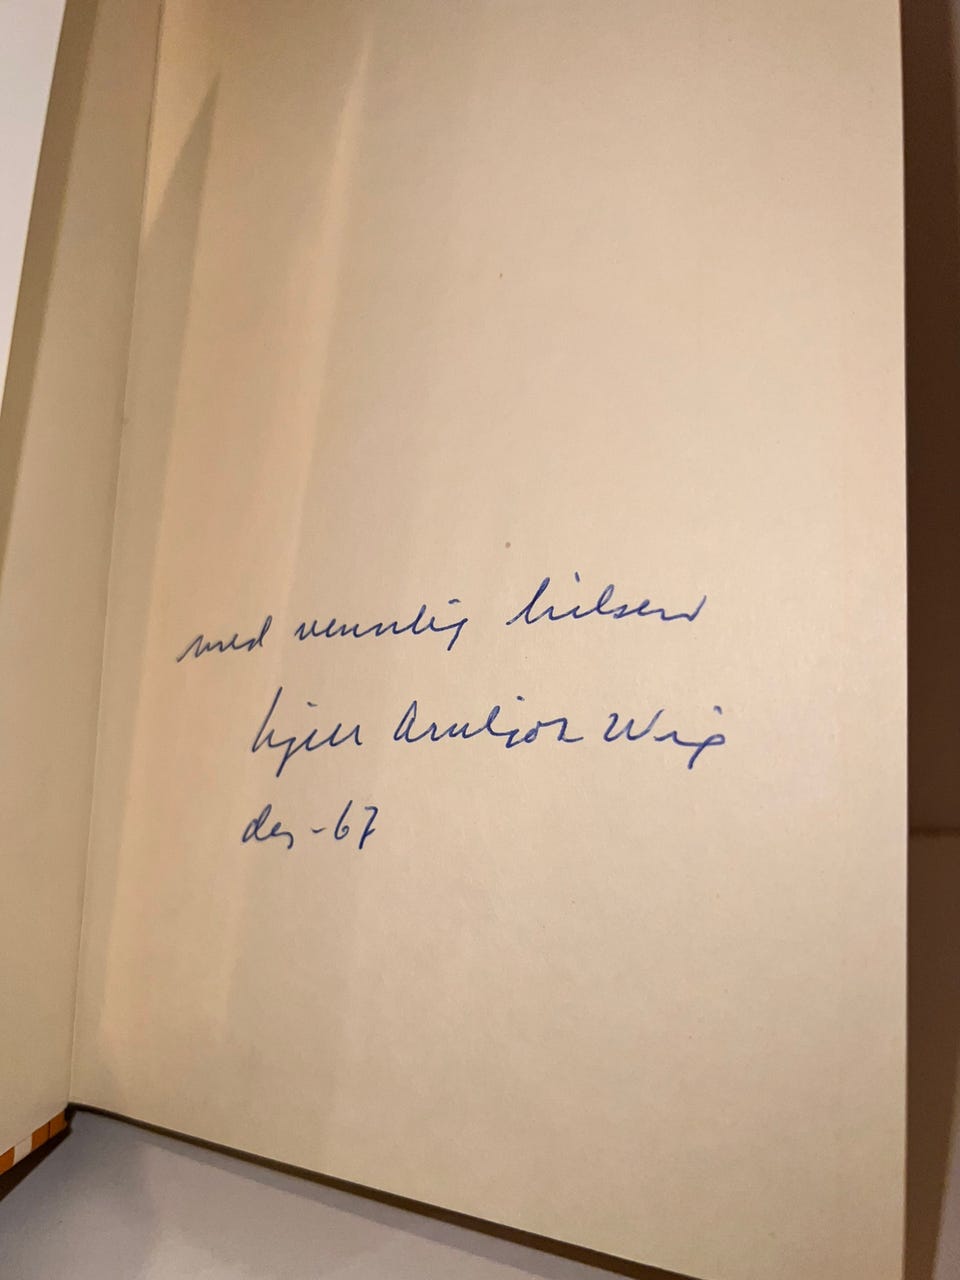 med vennlig hilsen
Kjell Arnljot Wig
des -67